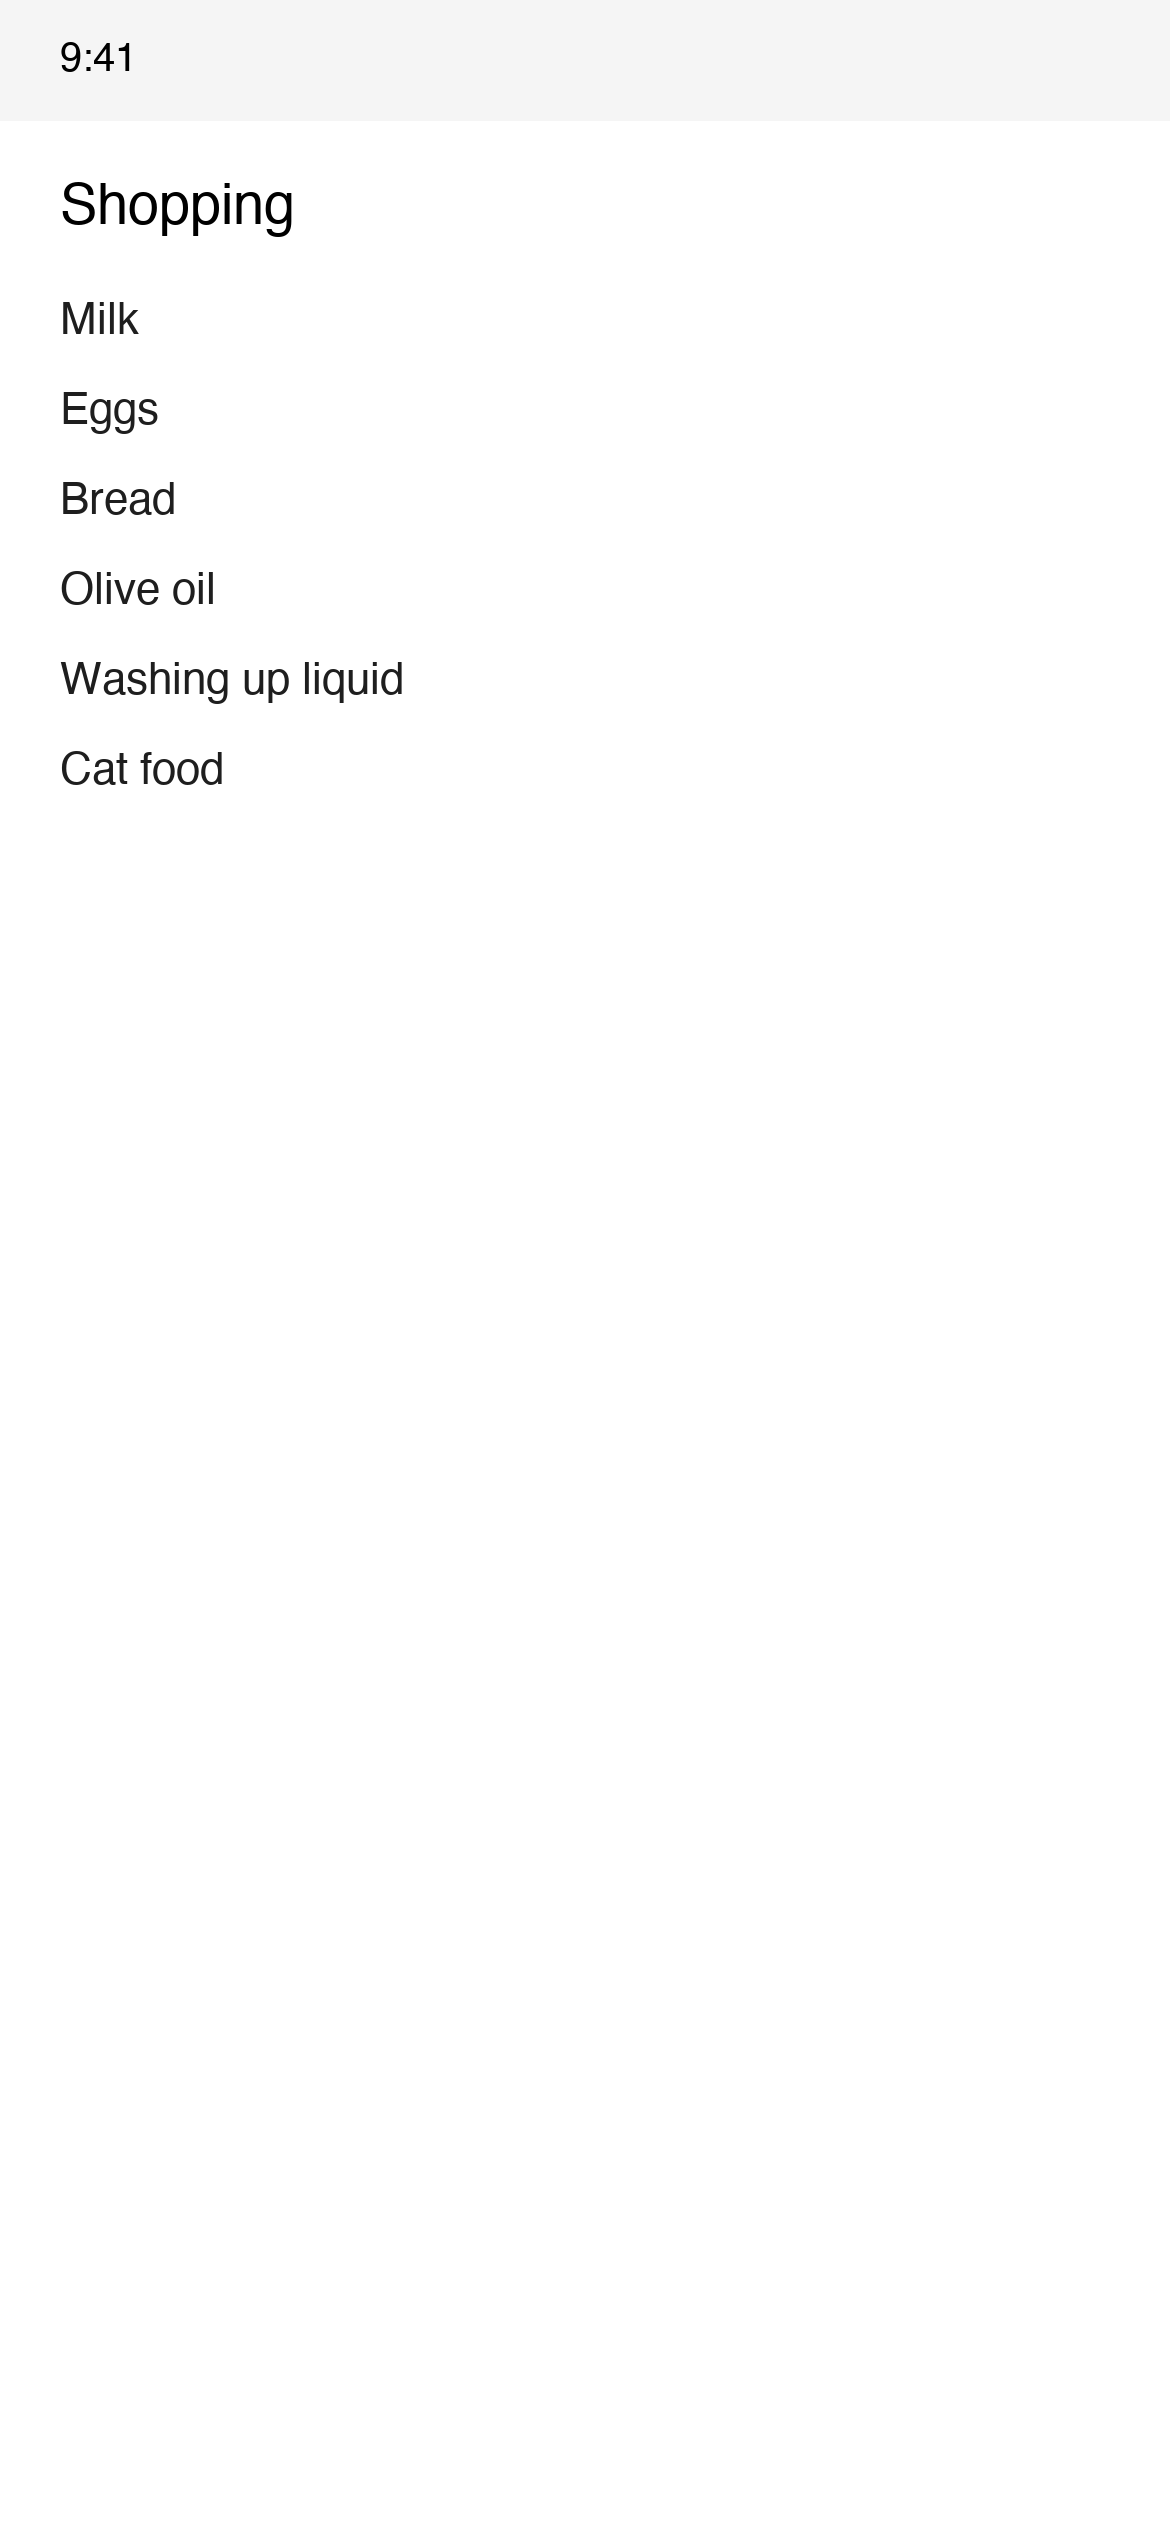 9:41
Shopping
Milk
Eggs
Bread
Olive oil
Washing up liquid
Cat food